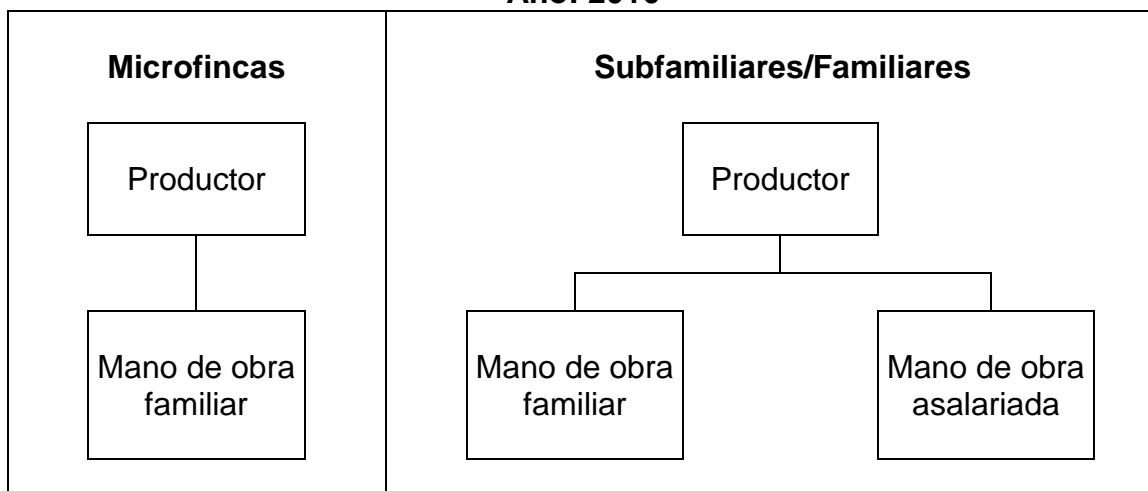 Microfincas
Subfamiliares/Familiares
Productor
Productor
Mano de obra
familiar
Mano de obra
familiar
Mano de obra
asalariada